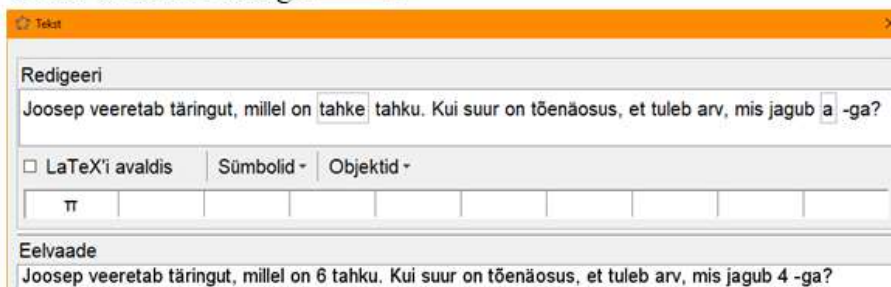 Tekst
Redigeeri
Joosep veeretab täringut, millel on tahke tahku. Kui suur on tõenäosus, et tuleb arv, mis jagub a -ga?
LaTeX'i avaldis Sümbolid Objektid
π
Eelvaade
Joosep veeretab täringut, millel on 6 tahku. Kui suur on tõenäosus, et tuleb arv, mis jagub 4 -ga?